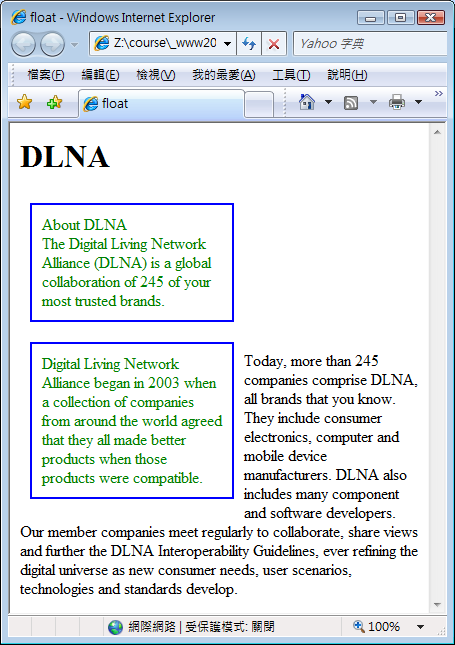 float - Windows Internet Explorer
Z:\course\_www20
Yahoo 字典
檔案(F) 編輯(E) 檢視(V) 我的最愛(A) 工具(T) 說明(H)
float
DLNA
About DLNA
The Digital Living Network
Alliance (DLNA) is a global
collaboration of 245 of your
most trusted brands.
Digital Living Network
Alliance began in 2003 when
a collection of companies
from around the world agreed
that they all made better
products when those
products were compatible.
Today, more than 245
companies comprise DLNA,
all brands that you know.
They include consumer
electronics, computer and
mobile device
manufacturers. DLNA also
includes many component
and software developers.
Our member companies meet regularly to collaborate, share views
and further the DLNA Interoperability Guidelines, ever refining the
digital universe as new consumer needs, user scenarios,
technologies and standards develop.
網際網路 | 受保護模式: 關閉
100%